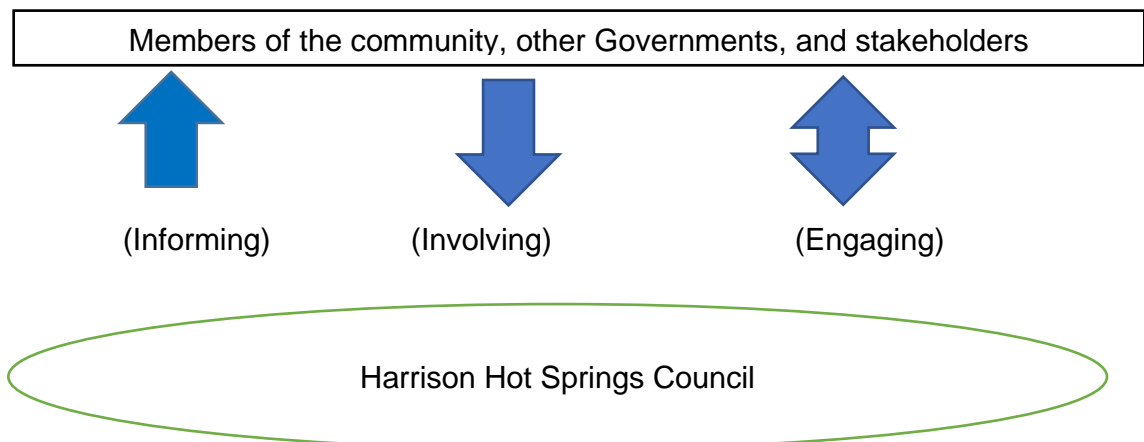 Members of the community, other Governments, and stakeholders
(Informing)
(Involving)
(Engaging)
Harrison Hot Springs Council